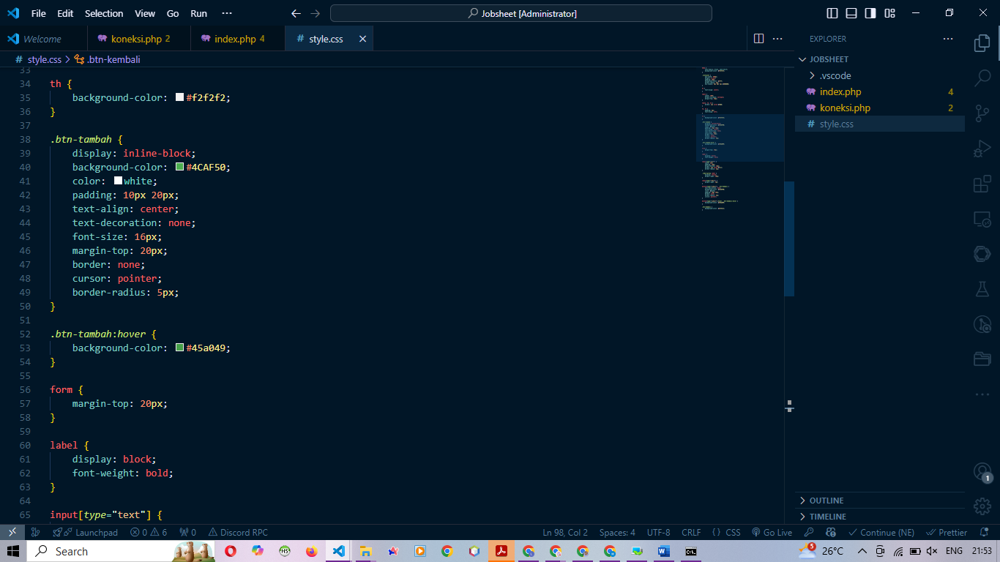 File Edit Selection View Go Run ··· Jobsheet [Administrator]
Welcome koneksi.php 2 index.php 4 # style.css
# style.css > .btn-kembali
33
34 th {
35 background-color: #f2f2f2;
36 }
37
38 .btn-tambah {
39 display: inline-block;
40 background-color: #4CAF50;
41 color: white;
42 padding: 10px 20px;
43 text-align: center;
44 text-decoration: none;
45 font-size: 16px;
46 margin-top: 20px;
47 border: none;
48 cursor: pointer;
49 border-radius: 5px;
50 }
51
52 .btn-tambah:hover {
53 background-color: #45a049;
54 }
55
56 form {
57 margin-top: 20px;
58 }
59
60 label {
61 display: block;
62 font-weight: bold;
63 }
64
65 input[type="text"] {
EXPLORER
JOBSHEET
.vscode
index.php 4
koneksi.php 2
# style.css
OUTLINE
TIMELINE
1
Launchpad 0 6 0 Discord RPC Ln 98, Col 2 Spaces: 4 UTF-8 CRLF { } CSS Go Live Continue (NE) Prettier
Search 5 26°C ENG 21:53